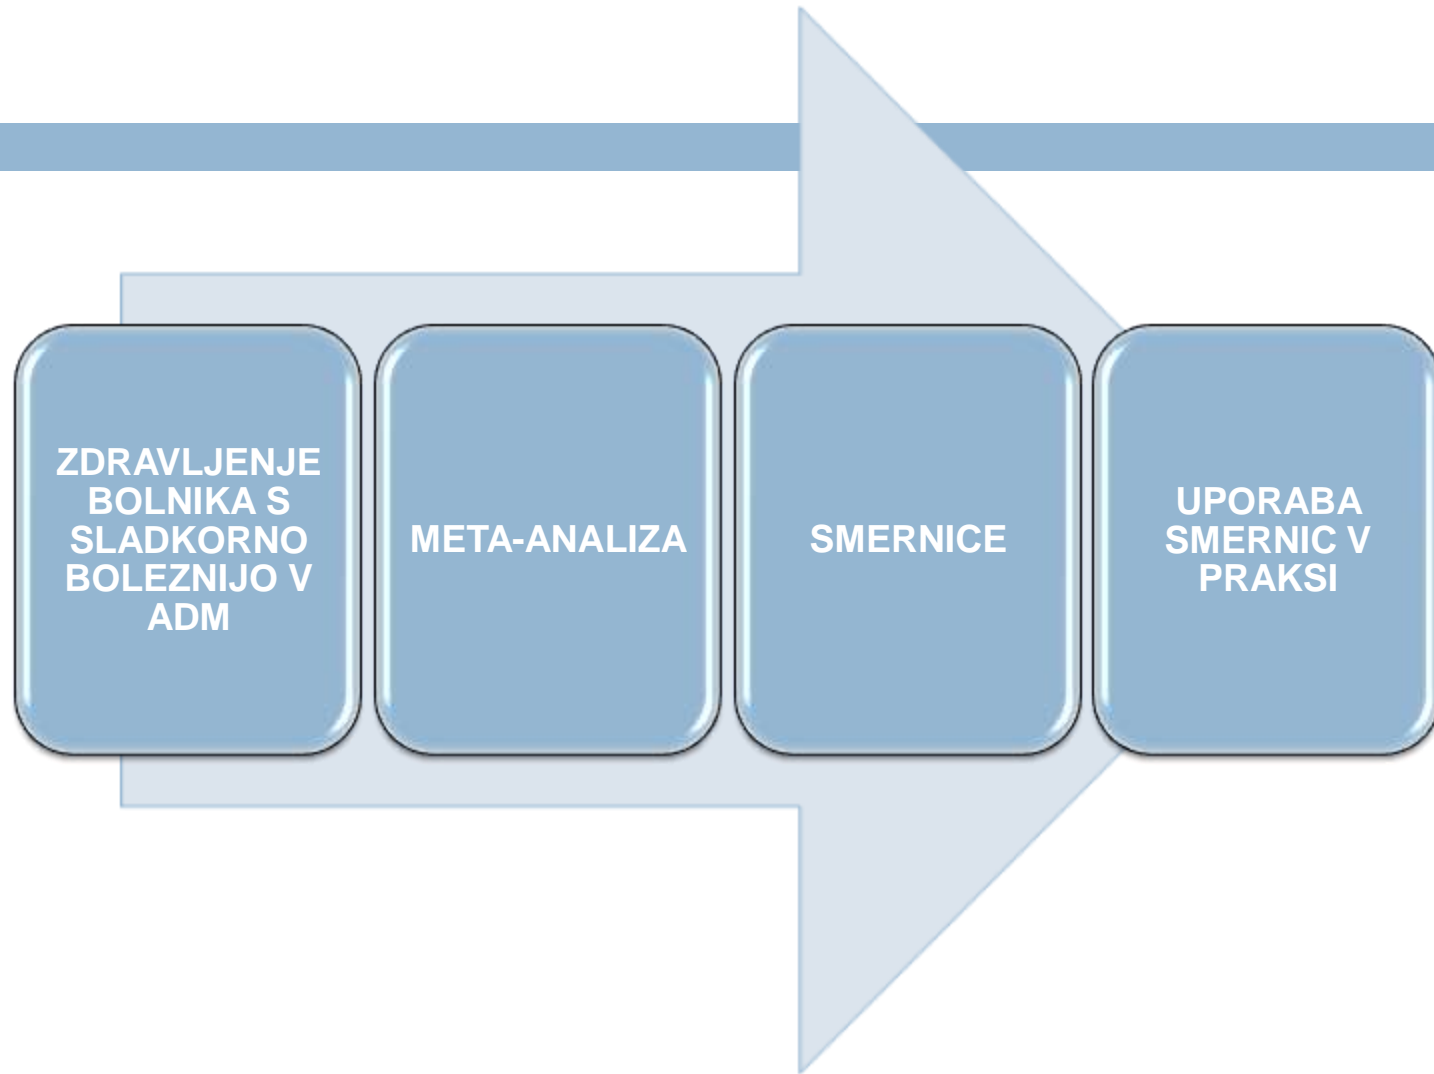 ZDRAVLJENJE
BOLNIKA S
SLADKORNO
BOLEZNIJO V
ADM
META-ANALIZA
SMERNICE
UPORABA
SMERNIC V
PRAKSI